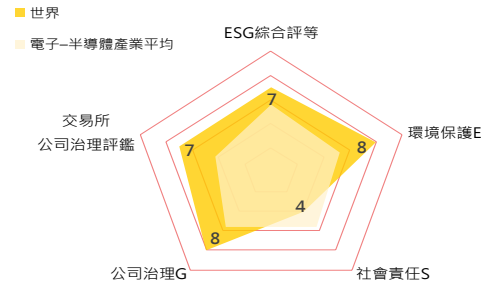 世界
電子–半導體產業平均
ESG綜合評等
7
環境保護E
8
交易所
公司治理評鑑
7
4
8
公司治理G
社會責任S